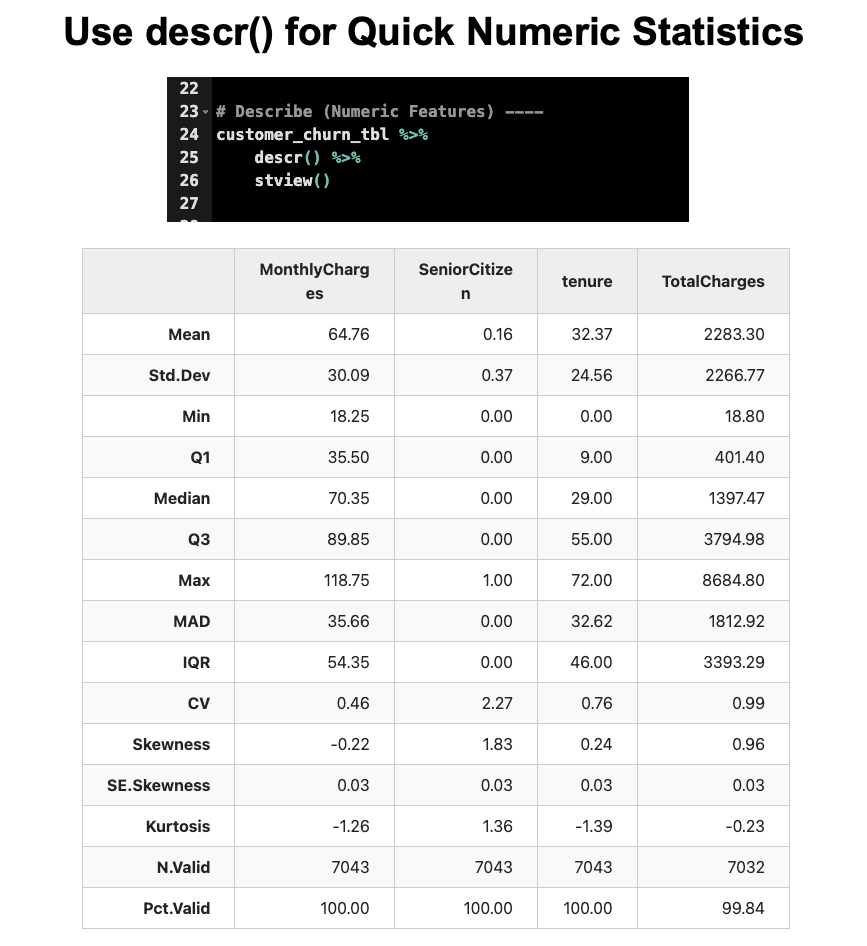 Use descr() for Quick Numeric Statistics
22
23 # Describe (Numeric Features) ----
24 customer_churn_tbl %>%
25 descr() %>%
26 stview()
27
MonthlyCharg
es SeniorCitize
n tenure TotalCharges
Mean 64.76 0.16 32.37 2283.30
Std.Dev 30.09 0.37 24.56 2266.77
Min 18.25 0.00 0.00 18.80
Q1 35.50 0.00 9.00 401.40
Median 70.35 0.00 29.00 1397.47
Q3 89.85 0.00 55.00 3794.98
Max 118.75 1.00 72.00 8684.80
MAD 35.66 0.00 32.62 1812.92
IQR 54.35 0.00 46.00 3393.29
CV 0.46 2.27 0.76 0.99
Skewness -0.22 1.83 0.24 0.96
SE.Skewness 0.03 0.03 0.03 0.03
Kurtosis -1.26 1.36 -1.39 -0.23
N.Valid 7043 7043 7043 7032
Pct.Valid 100.00 100.00 100.00 99.84